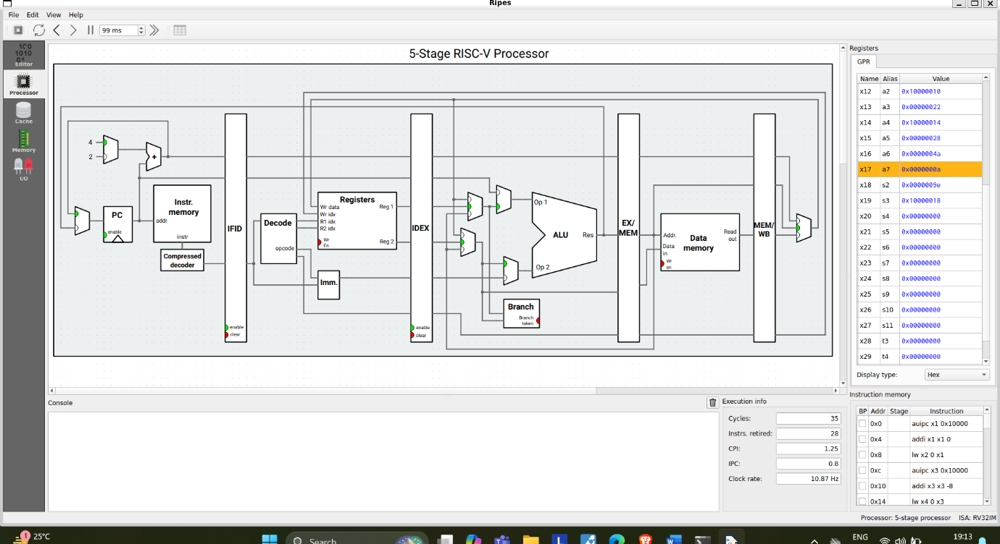 Ripes
File Edit View Help
99 ms
Editor
Processor
Cache
Memory
I/O
5-Stage RISC-V Processor
4
2
+
PC
enable
Instr. memory
addr
instr
Compressed decoder
IFID
enable
clear
Decode
opcode
Registers
Wr data
Wr idx
R1 idx
R2 idx
Wr En
Reg 1
Reg 2
Imm.
IDEX
enable
clear
Op 1
ALU
Res
Op 2
Branch
Branch taken
EX/MEM
Addr.
Data in
Wr en
Data memory
Read out
MEM/WB
Registers
GPR
Name Alias Value
x12 a2 0x10000010
x13 a3 0x00000022
x14 a4 0x10000014
x15 a5 0x00000028
x16 a6 0x0000004a
x17 a7 0x0000000a
x18 s2 0x0000009e
x19 s3 0x10000018
x20 s4 0x00000000
x21 s5 0x00000000
x22 s6 0x00000000
x23 s7 0x00000000
x24 s8 0x00000000
x25 s9 0x00000000
x26 s10 0x00000000
x27 s11 0x00000000
x28 t3 0x00000000
x29 t4 0x00000000
Display type: Hex
Console
Execution info
Cycles: 35
Instrs. retired: 28
CPI: 1.25
IPC: 0.8
Clock rate: 10.87 Hz
Instruction memory
BP Addr Stage Instruction
0x0 auipc x1 0x10000
0x4 addi x1 x1 0
0x8 lw x2 0 x1
0xc auipc x3 0x10000
0x10 addi x3 x3 -8
0x14 lw x4 0 x3
Processor: 5-stage processor ISA: RV32IM
1
25°C
Search
ENG
19:13